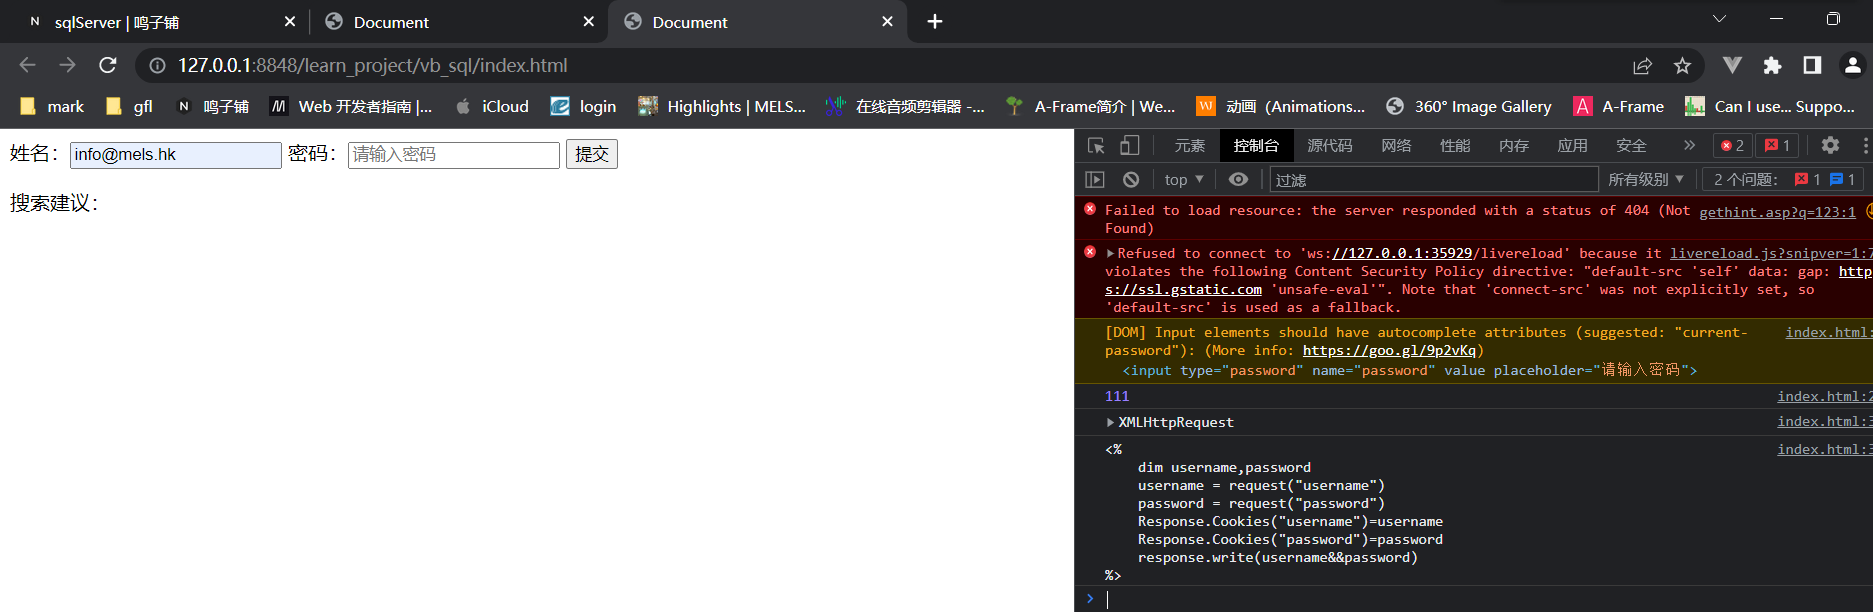 sqlServer | 鸣子铺
Document
Document
127.0.0.1:8848/learn_project/vb_sql/index.html
mark
gfl
鸣子铺
Web 开发者指南 |...
iCloud
login
Highlights | MELS...
在线音频剪辑器 -...
A-Frame简介 | We...
动画（Animations...
360° Image Gallery
A-Frame
Can I use... Suppo...
姓名：info@mels.hk 密码：请输入密码 提交
搜索建议：
元素 控制台 源代码 网络 性能 内存 应用 安全 » 2 1
top 过滤 所有级别 2 个问题： 1 1
Failed to load resource: the server responded with a status of 404 (Not gethint.asp?q=123:1
Found)
Refused to connect to 'ws://127.0.0.1:35929/livereload' because it livereload.js?snipver=1:7
violates the following Content Security Policy directive: "default-src 'self' data: gap: http
s://ssl.gstatic.com 'unsafe-eval'". Note that 'connect-src' was not explicitly set, so
'default-src' is used as a fallback.
[DOM] Input elements should have autocomplete attributes (suggested: "current- index.html:
password"): (More info: https://goo.gl/9p2vKq)
<input type="password" name="password" value placeholder="请输入密码">
111 index.html:2
XMLHttpRequest index.html:3
<% index.html:3
dim username,password
username = request("username")
password = request("password")
Response.Cookies("username")=username
Response.Cookies("password")=password
response.write(username&&password)
%>